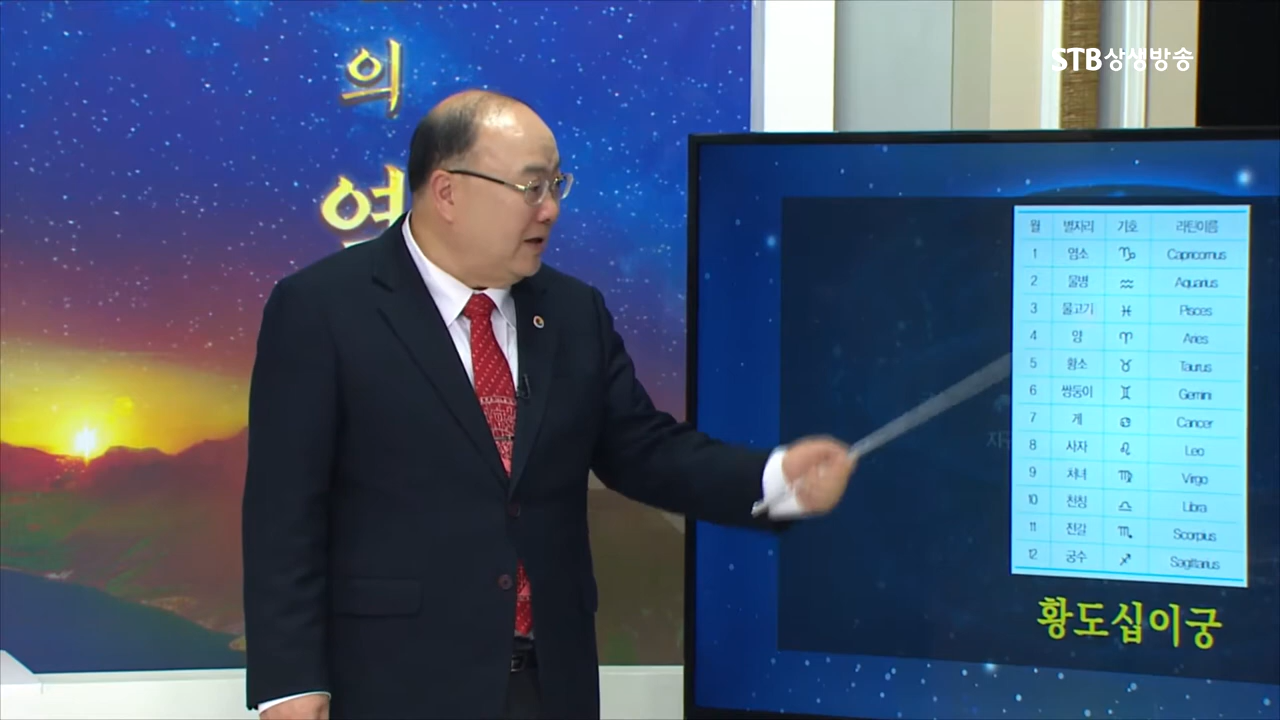 STB상생방송
의
역
월 별자리 기호 라틴이름
1 염소 ♑ Capricornus
2 물병 ♒ Aquarius
3 물고기 ♓ Pisces
4 양 ♈ Aries
5 황소 ♉ Taurus
6 쌍둥이 ♊ Gemini
7 게 ♋ Cancer
8 사자 ♌ Leo
9 처녀 ♍ Virgo
10 천칭 ♎ Libra
11 전갈 ♏ Scorpius
12 궁수 ♐ Sagittarius
황도십이궁